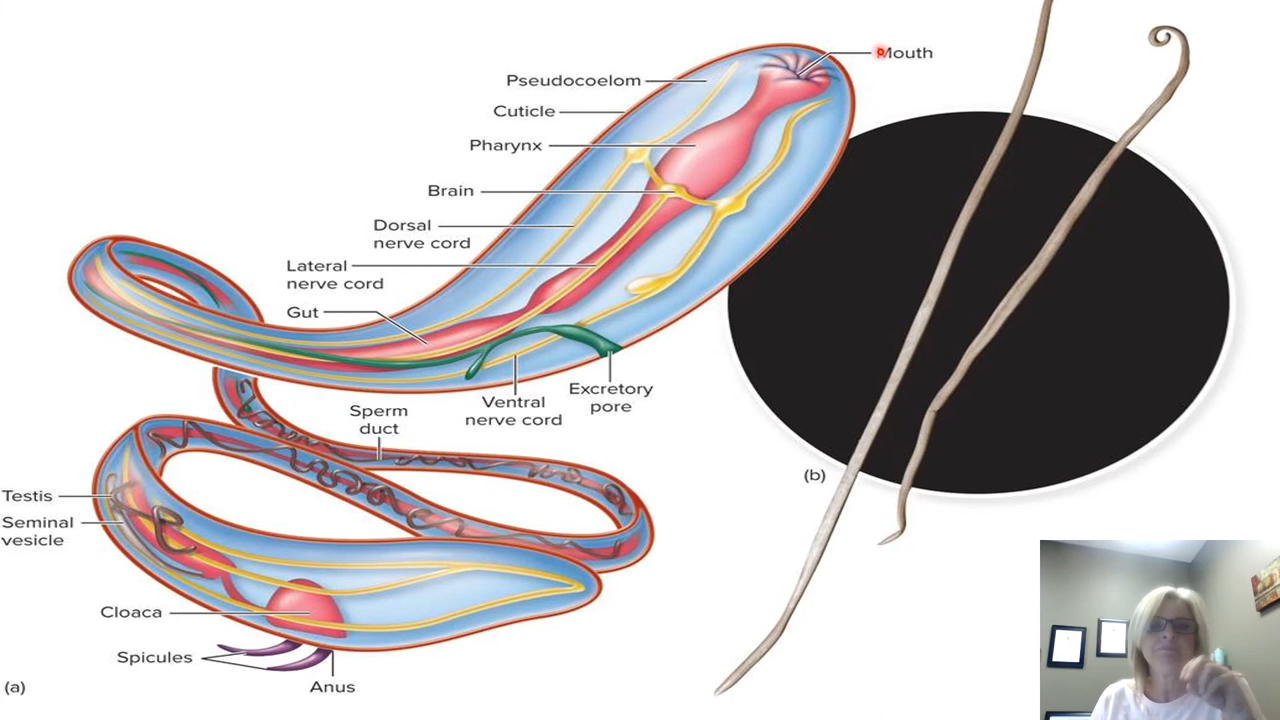 Mouth
Pseudocoelom
Cuticle
Pharynx
Brain
Dorsal
nerve cord
Lateral
nerve cord
Gut
Excretory
pore
Ventral
nerve cord
Sperm
duct
Testis
Seminal
vesicle
Cloaca
Spicules
Anus
(a)
(b)